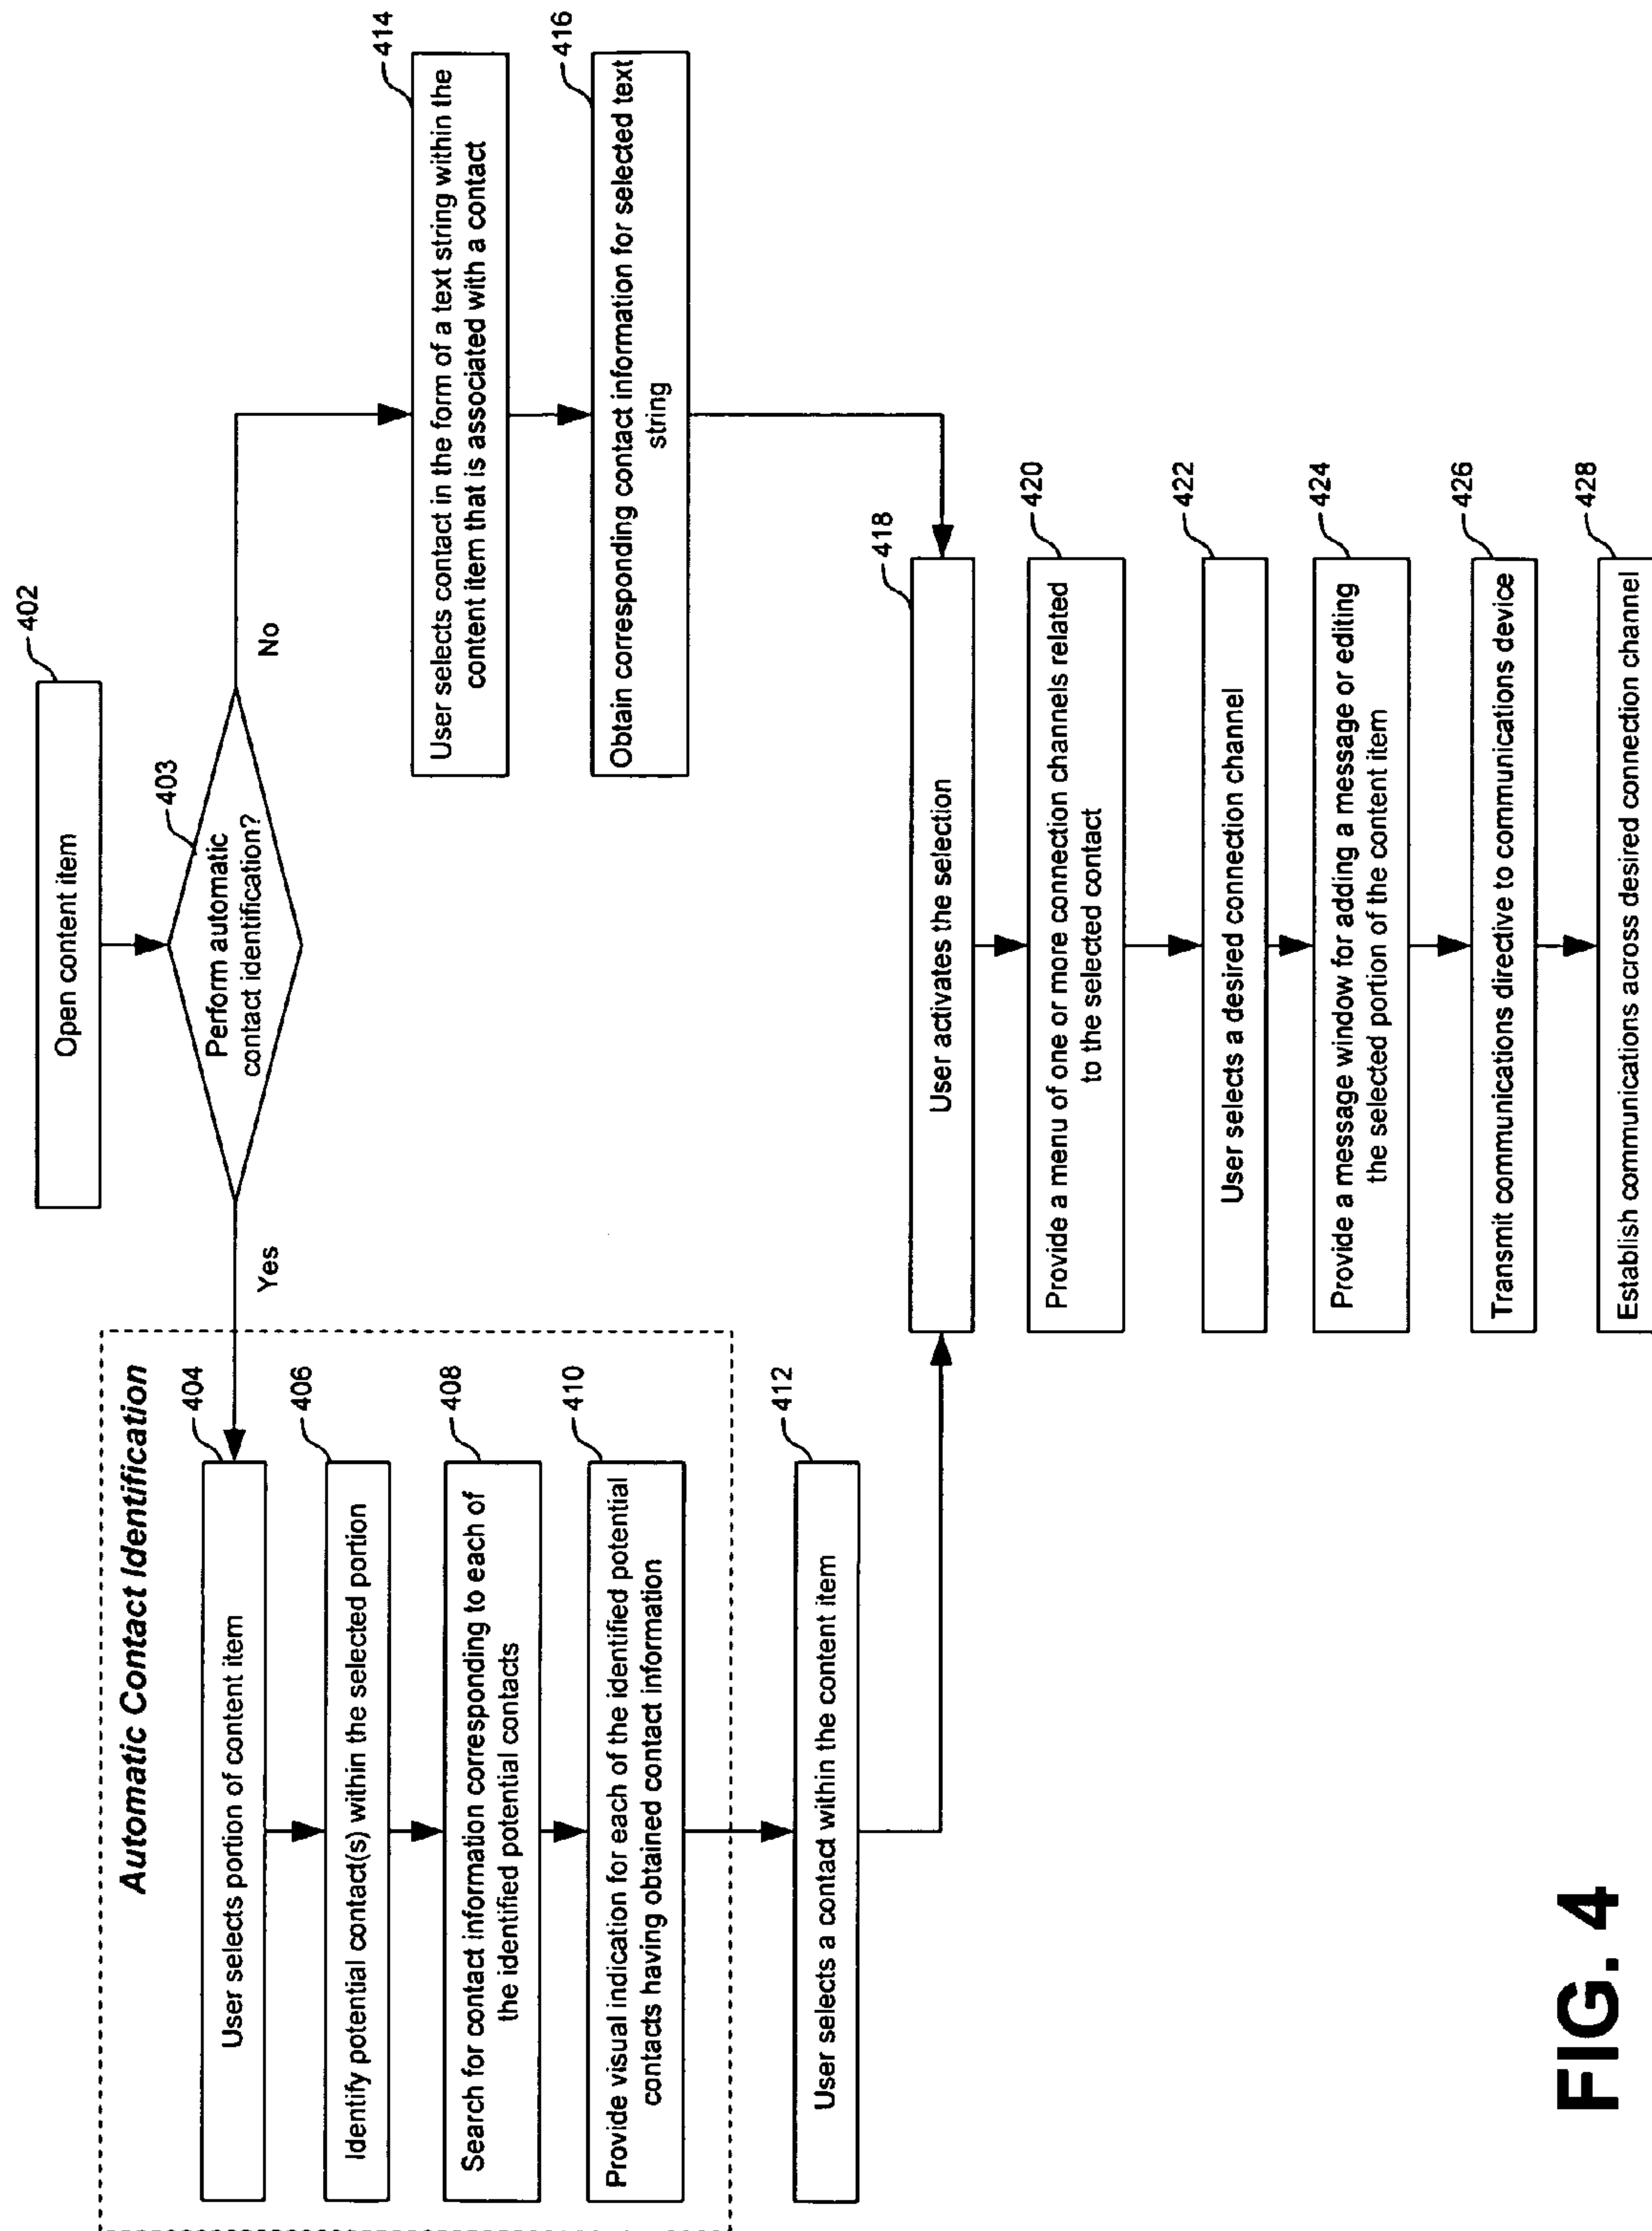 402
Open content item
403
Perform automatic
contact identification?
Yes
No
Automatic Contact Identification
404
User selects portion of content item
406
Identify potential contact(s) within the selected portion
408
Search for contact information corresponding to each of
the identified potential contacts
410
Provide visual indication for each of the identified potential
contacts having obtained contact information
412
User selects a contact within the content item
414
User selects contact in the form of a text string within the
content item that is associated with a contact
416
Obtain corresponding contact information for selected text
string
418
User activates the selection
420
Provide a menu of one or more connection channels related
to the selected contact
422
User selects a desired connection channel
424
Provide a message window for adding a message or editing
the selected portion of the content item
426
Transmit communications directive to communications device
428
Establish communications across desired connection channel
FIG. 4